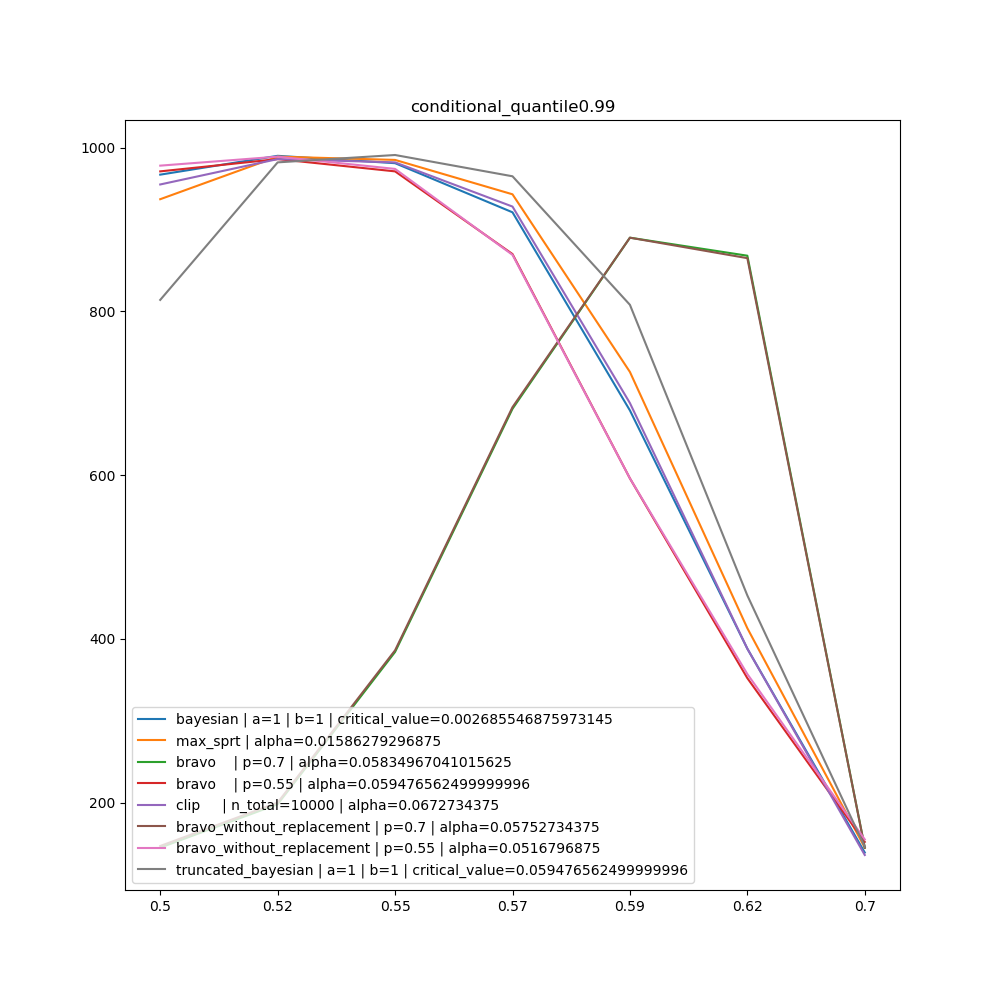 conditional_quantile0.99
1000
800
600
400
200
bayesian | a=1 | b=1 | critical_value=0.002685546875973145
max_sprt | alpha=0.01586279296875
bravo    | p=0.7 | alpha=0.05834967041015625
bravo    | p=0.55 | alpha=0.059476562499999996
clip     | n_total=10000 | alpha=0.0672734375
bravo_without_replacement | p=0.7 | alpha=0.05752734375
bravo_without_replacement | p=0.55 | alpha=0.0516796875
truncated_bayesian | a=1 | b=1 | critical_value=0.059476562499999996
0.5 0.52 0.55 0.57 0.59 0.62 0.7